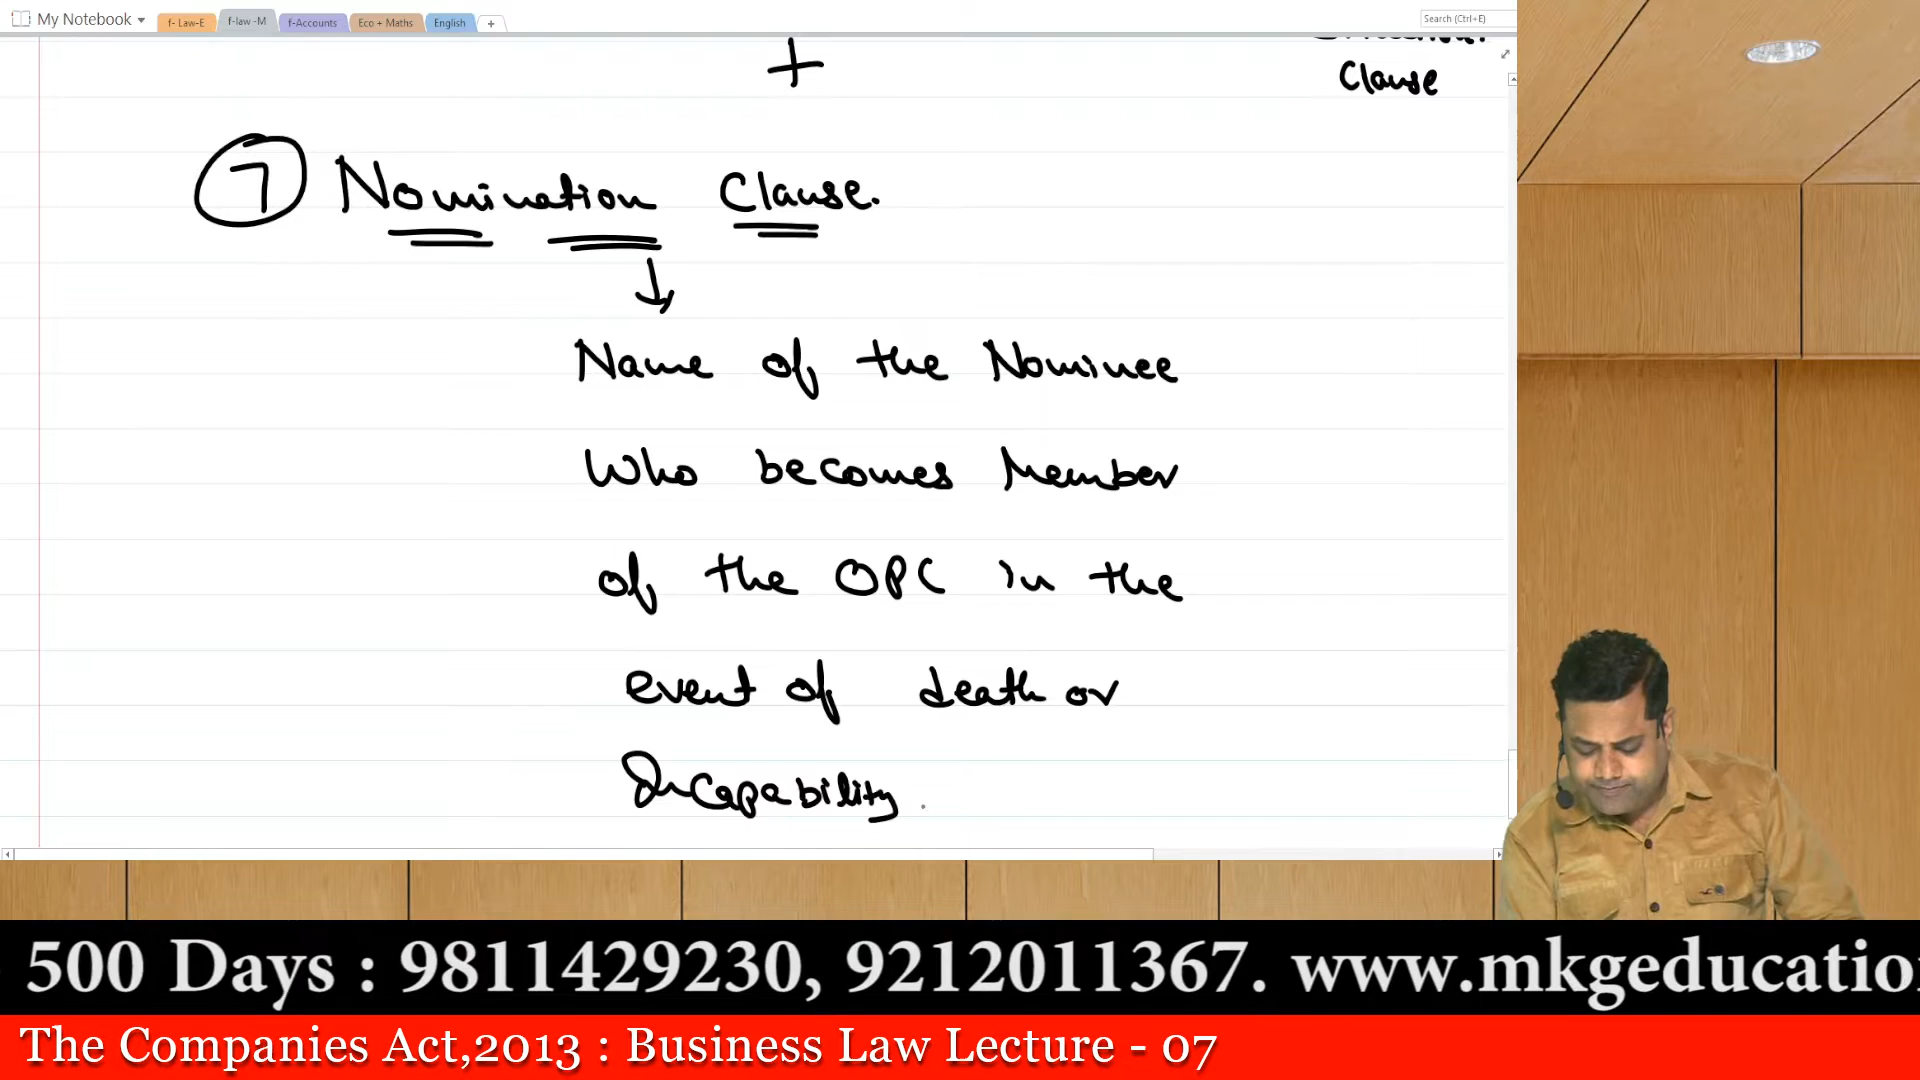 My Notebook
f- Law-E
f-law -M
f-Accounts
Eco + Maths
English
+
Search (Ctrl+E)
+
Clause
7 Nomination Clause.
↓
Name of the Nominee
Who becomes Member
of the OPC in the
event of death or
Incapability
500 Days : 9811429230, 9212011367. www.mkgeducatio
The Companies Act,2013 : Business Law Lecture - 07